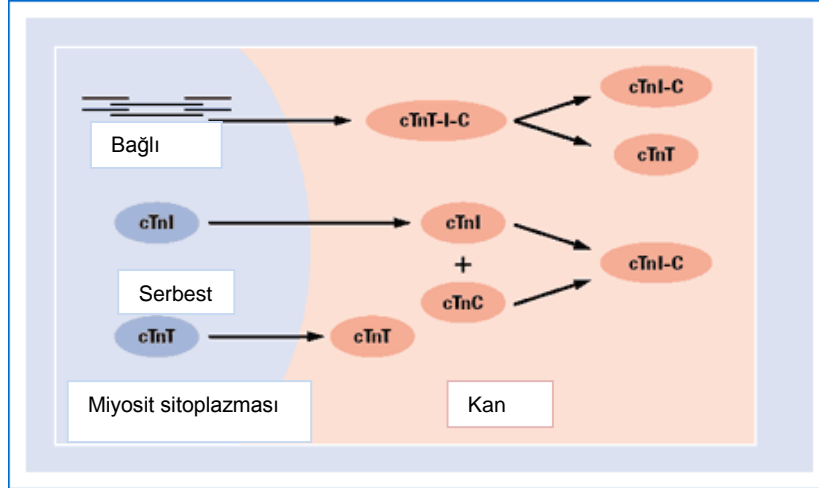 cTnI-C
cTnT-I-C
Bağlı
cTnT
cTnI
cTnI
+
cTnI-C
Serbest
cTnC
cTnT
cTnT
Miyosit sitoplazması
Kan